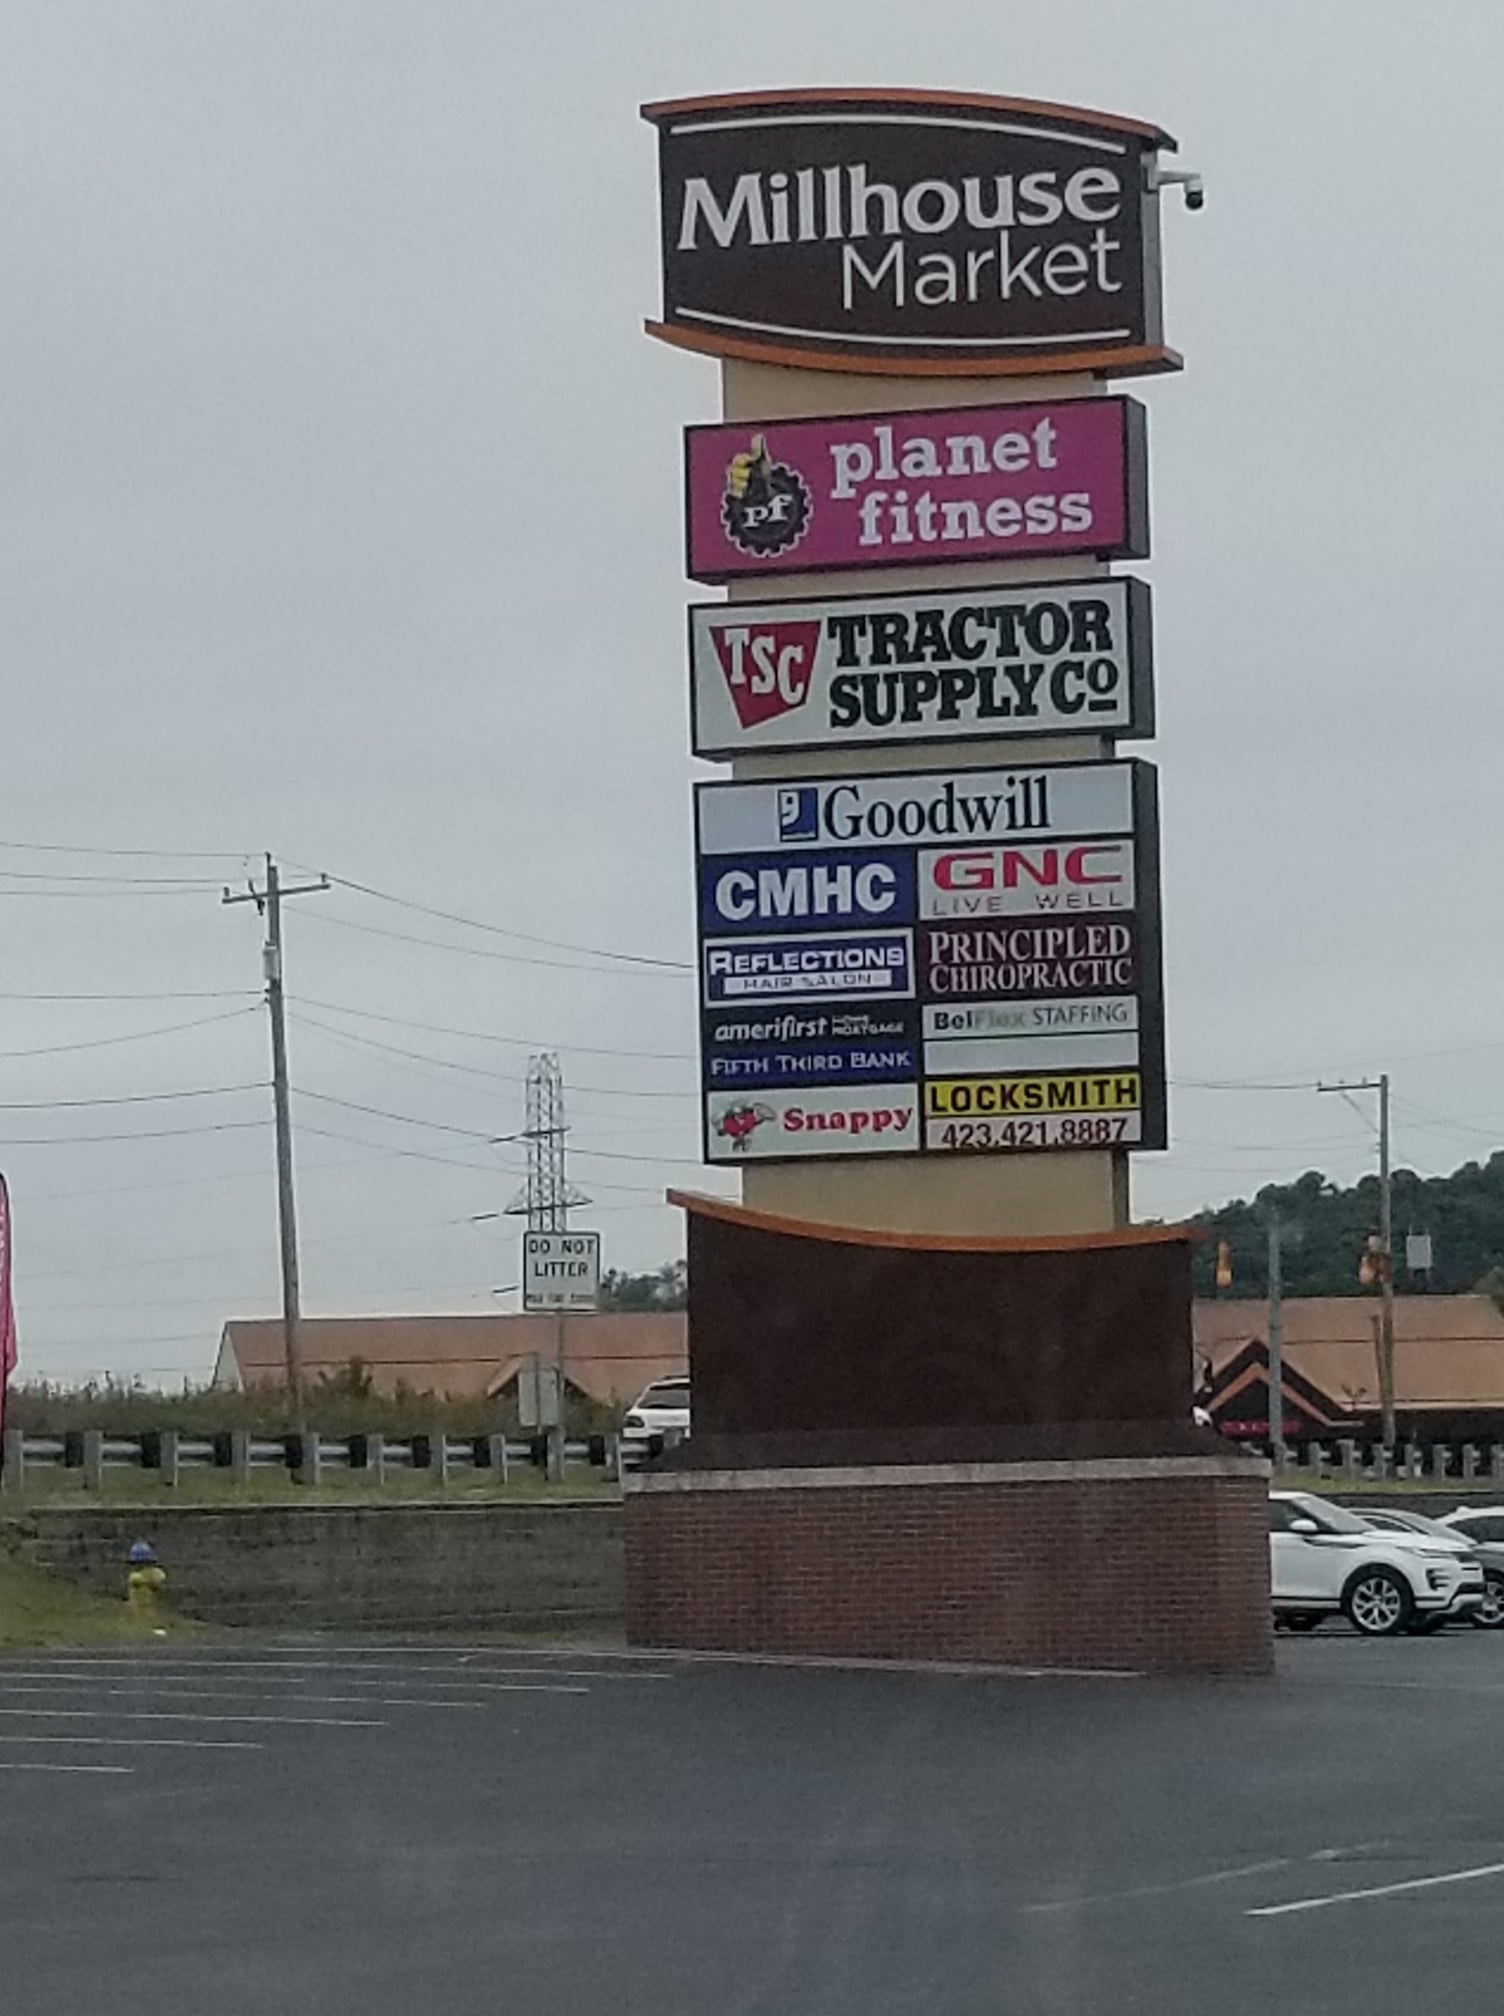 Millhouse
Market
pf
planet
fitness
TSC
TRACTOR
SUPPLY CO
Goodwill
CMHC
GNC
LIVE WELL
REFLECTIONS
HAIR SALON
PRINCIPLED
CHIROPRACTIC
amerifirst HOME MORTGAGE
BelFlex STAFFING
FIFTH THIRD BANK
Snappy
LOCKSMITH
423.421.8887
DO NOT
LITTER